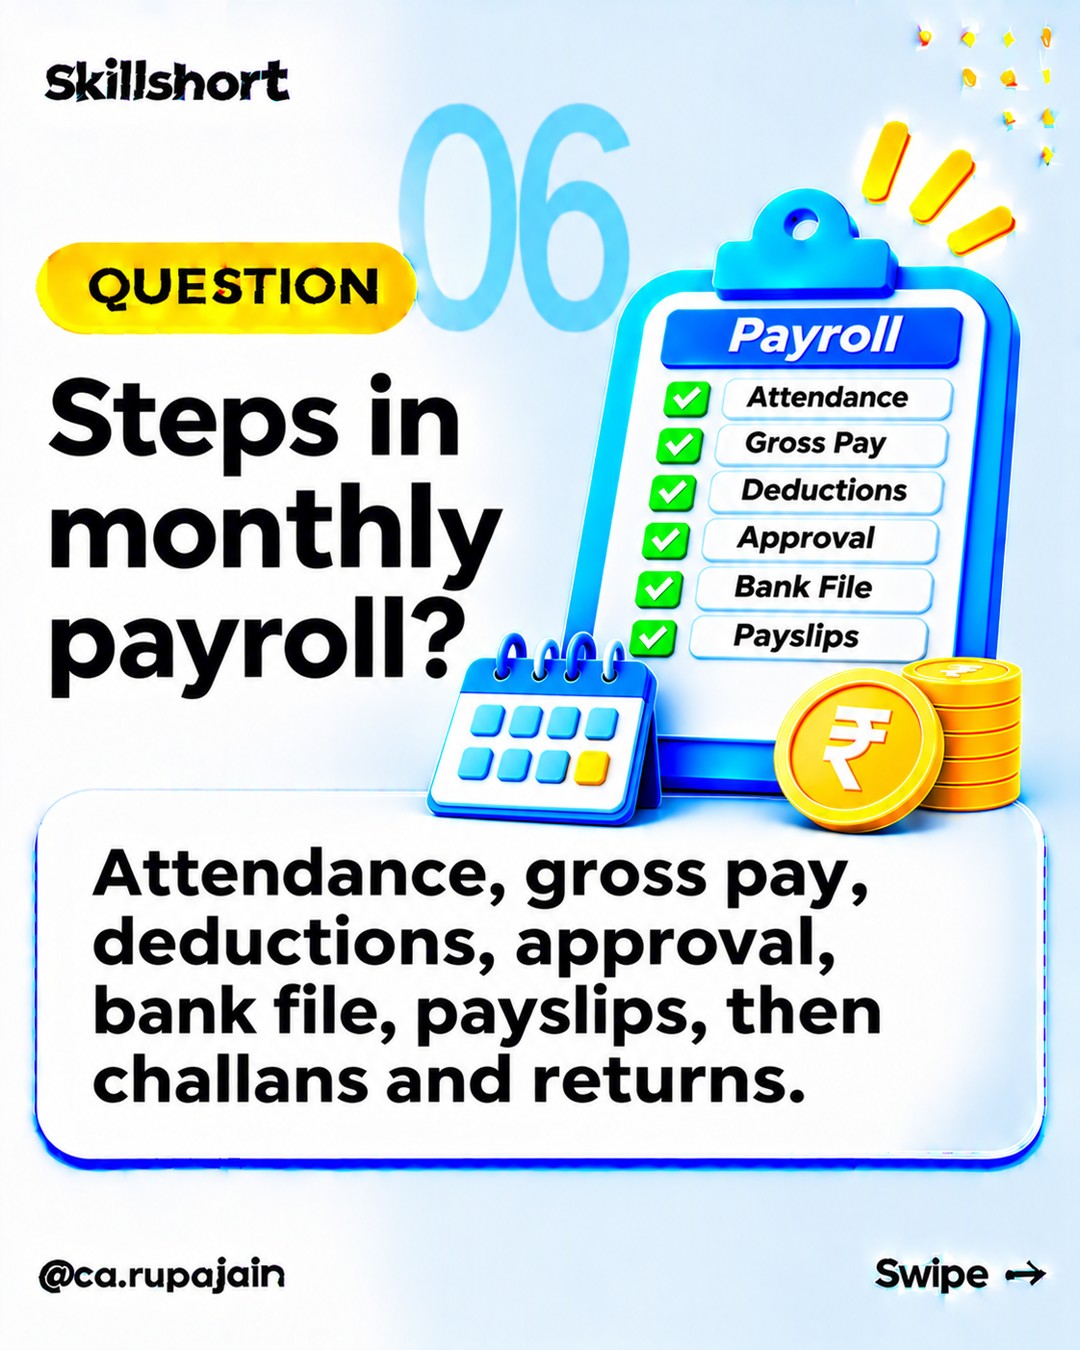 Skillshort
06
QUESTION
Steps in
monthly
payroll?
Payroll
Attendance
Gross Pay
Deductions
Approval
Bank File
Payslips
₹
₹
Attendance, gross pay,
deductions, approval,
bank file, payslips, then
challans and returns.
@ca.rupajain
Swipe →